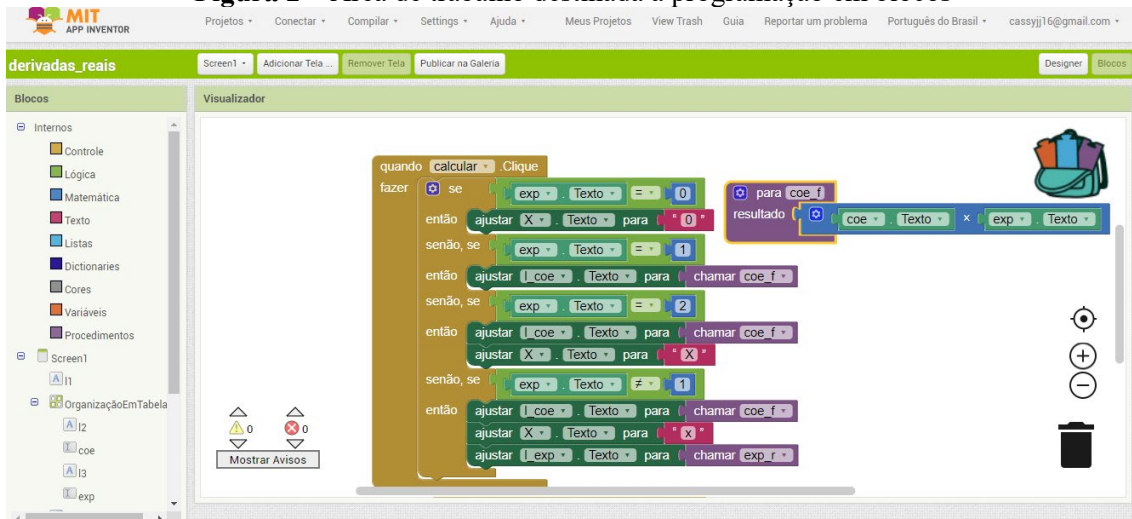 MIT
APP INVENTOR
Projetos Conectar Compilar Settings Ajuda Meus Projetos View Trash Guia Reportar um problema Português do Brasil cassyjj16@gmail.com
derivadas_reais
Screen1 Adicionar Tela ... Remover Tela Publicar na Galeria Designer Blocos
Blocos
Visualizador
Internos
Controle
Lógica
Matemática
Texto
Listas
Dictionaries
Cores
Variáveis
Procedimentos
Screen1
l1
OrganizaçãoEmTabela
l2
coe
l3
exp
0 0
Mostrar Avisos
quando calcular .Clique
fazer se exp . Texto = 0
então ajustar X . Texto para " 0 "
senão, se exp . Texto = 1
então ajustar l_coe . Texto para chamar coe_f
senão, se exp . Texto = 2
então ajustar l_coe . Texto para chamar coe_f
ajustar X . Texto para " X "
senão, se exp . Texto ≠ 1
então ajustar l_coe . Texto para chamar coe_f
ajustar X . Texto para " x "
ajustar l_exp . Texto para chamar exp_r
para coe_f
resultado coe . Texto × exp . Texto